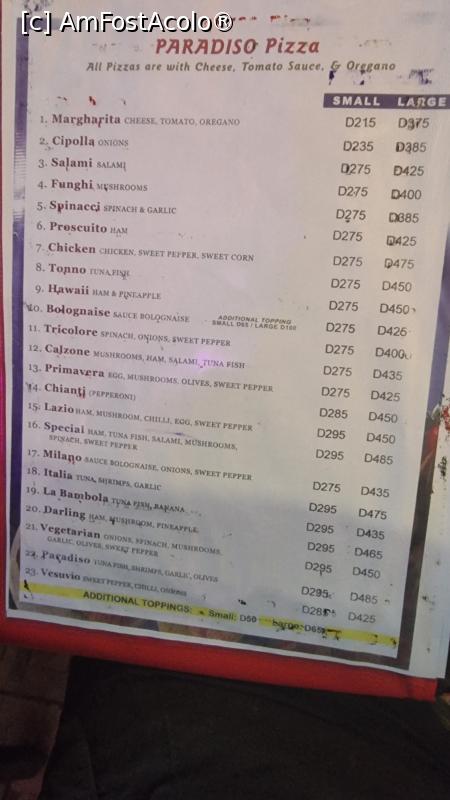 [c] AmFostAcolo®
PARADISO Pizza
All Pizzas are with Cheese, Tomato Sauce, & Oregano
SMALL LARGE
1. Margharita CHEESE, TOMATO, OREGANO D215 D375
2. Cipolla ONIONS D235 D385
3. Salami SALAMI D275 D425
4. Funghi MUSHROOMS D275 D400
5. Spinacci SPINACH & GARLIC D275 D385
6. Proscuito HAM D275 D425
7. Chicken CHICKEN, SWEET PEPPER, SWEET CORN D275 D475
8. Tonno TUNA FISH D275 D450
9. Hawaii HAM & PINEAPPLE D275 D450
10. Bolognaise SAUCE BOLOGNAISE D275 D425
ADDITIONAL TOPPING
SMALL D65 / LARGE D100
11. Tricolore SPINACH, ONIONS, SWEET PEPPER D275 D400
12. Calzone MUSHROOMS, HAM, SALAMI, TUNA FISH D275 D435
13. Primavera EGG, MUSHROOMS, OLIVES, SWEET PEPPER D275 D425
14. Chianti (PEPPERONI) D285 D450
15. Lazio HAM, MUSHROOM, CHILLI, EGG, SWEET PEPPER D295 D450
16. Special HAM, TUNA FISH, SALAMI, MUSHROOMS, D295 D485
SPINACH, SWEET PEPPER
17. Milano SAUCE BOLOGNAISE, ONIONS, SWEET PEPPER D275 D435
18. Italia TUNA, SHRIMPS, GARLIC D295 D475
19. La Bambola TUNA FISH, BANANA D295 D435
20. Darling HAM, MUSHROOM, PINEAPPLE D295 D465
21. Vegetarian ONIONS, SPINACH, MUSHROOMS, D295 D450
GARLIC, OLIVES, SWEET PEPPER
22. Paradiso TUNA FISH, SHRIMPS, GARLIC, OLIVES D295 D485
23. Vesuvio SWEET PEPPER, CHILLI, Onions D285 D425
ADDITIONAL TOPPINGS: Small: D50 Large: D65